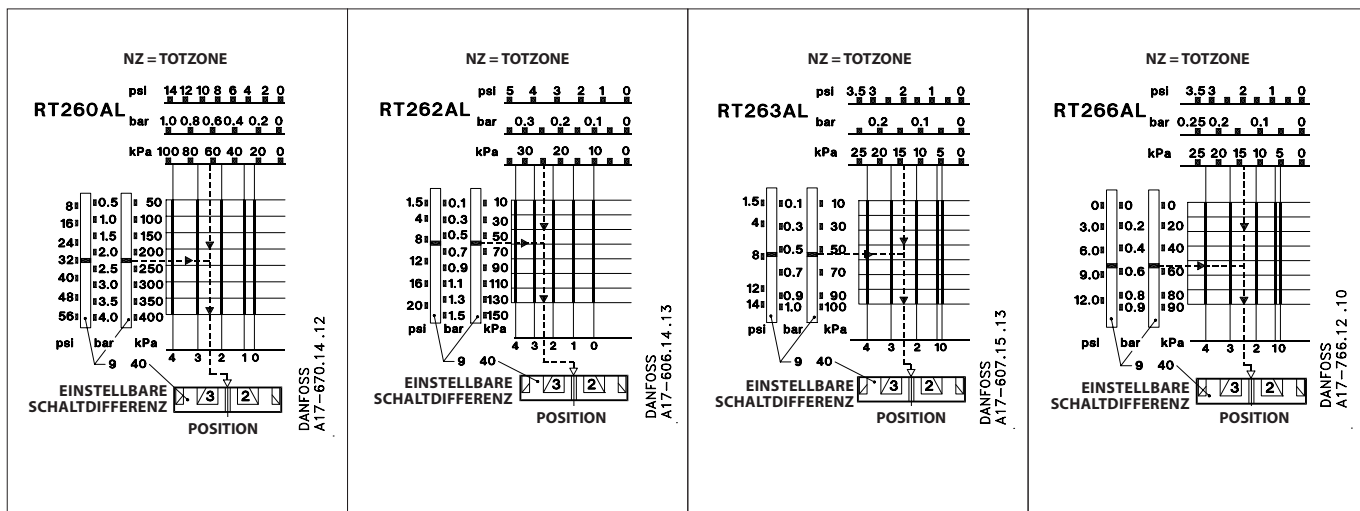 NZ = TOTZONE
RT260AL
psi 14 12 10 8 6 4 2 0
bar 1.0 0.8 0.6 0.4 0.2 0
kPa 100 80 60 40 20 0
8 0.5 50
16 1.0 100
24 1.5 150
2.0 200
32 2.5 250
40 3.0 300
48 3.5 350
56 4.0 400
psi bar kPa
4 3 2 1 0
9 40
EINSTELLBARE
SCHALTDIFFERENZ
3 2
POSITION
DANFOSS
A17-670.14.12
NZ = TOTZONE
RT262AL
psi 5 4 3 2 1 0
bar 0.3 0.2 0.1 0
kPa 30 20 10 0
1.5 0.1 10
4 0.3 30
8 0.5 50
0.7 70
12 0.9 90
16 1.1 110
1.3 130
20 1.5 150
psi bar kPa
4 3 2 1 0
9 40
EINSTELLBARE
SCHALTDIFFERENZ
3 2
POSITION
DANFOSS
A17-606.14.13
NZ = TOTZONE
RT263AL
psi 3.5 3 2 1 0
bar 0.2 0.1 0
kPa 25 20 15 10 5 0
1.5 0.1 10
4 0.3 30
0.5 50
8 0.7 70
12 0.9 90
14 1.0 100
psi bar kPa
4 3 2 1 0
9 40
EINSTELLBARE
SCHALTDIFFERENZ
3 2
POSITION
DANFOSS
A17-607.15.13
NZ = TOTZONE
RT266AL
psi 3.5 3 2 1 0
bar 0.25 0.2 0.1 0
kPa 25 20 15 10 5 0
0 0 0
3.0 0.2 20
6.0 0.4 40
9.0 0.6 60
12.0 0.8 80
0.9 90
psi bar kPa
4 3 2 1 0
9 40
EINSTELLBARE
SCHALTDIFFERENZ
3 2
POSITION
DANFOSS
A17-766.12.10